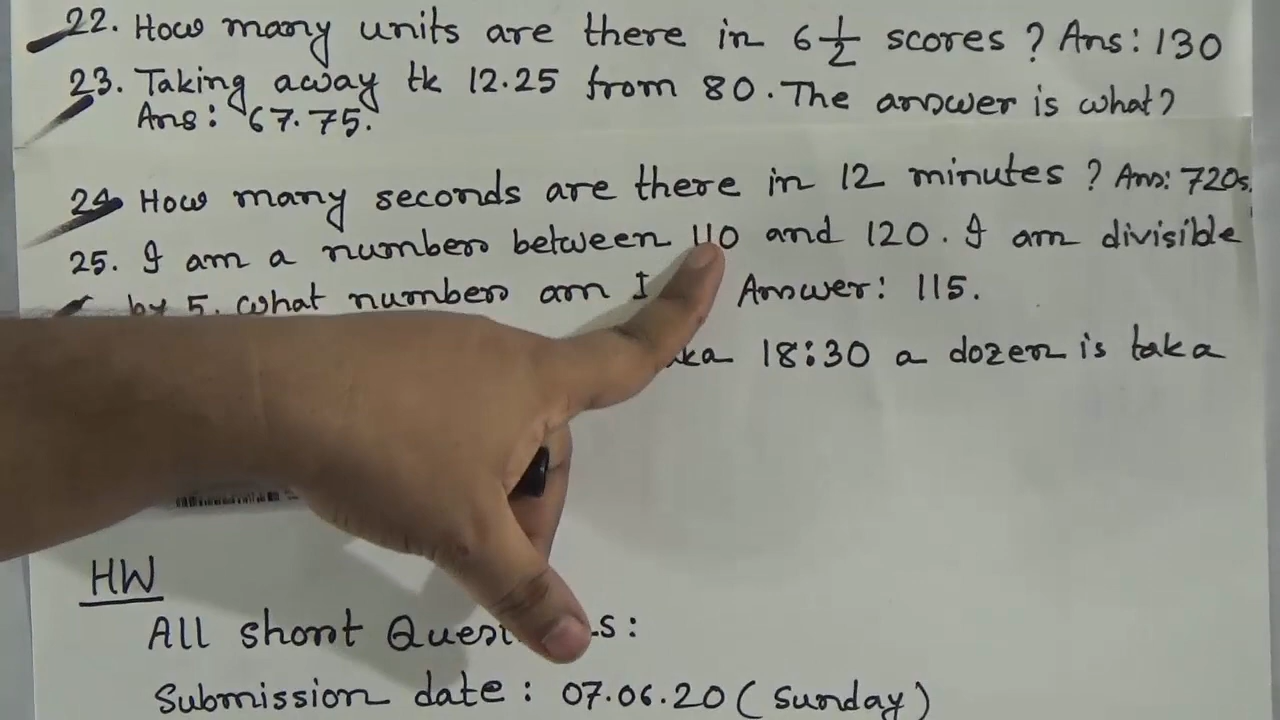 22. How many units are there in 6 1/2 scores ? Ans: 130
23. Taking away tk 12.25 from 80. The answer is what?
Ans: 67.75.
24. How many seconds are there in 12 minutes ? Ans: 720s.
25. I am a number between 110 and 120. I am divisible
by 5. What number am I Answer: 115.
18:30 a dozen is taka
HW
All short
Submission date : 07.06.20 (Sunday)